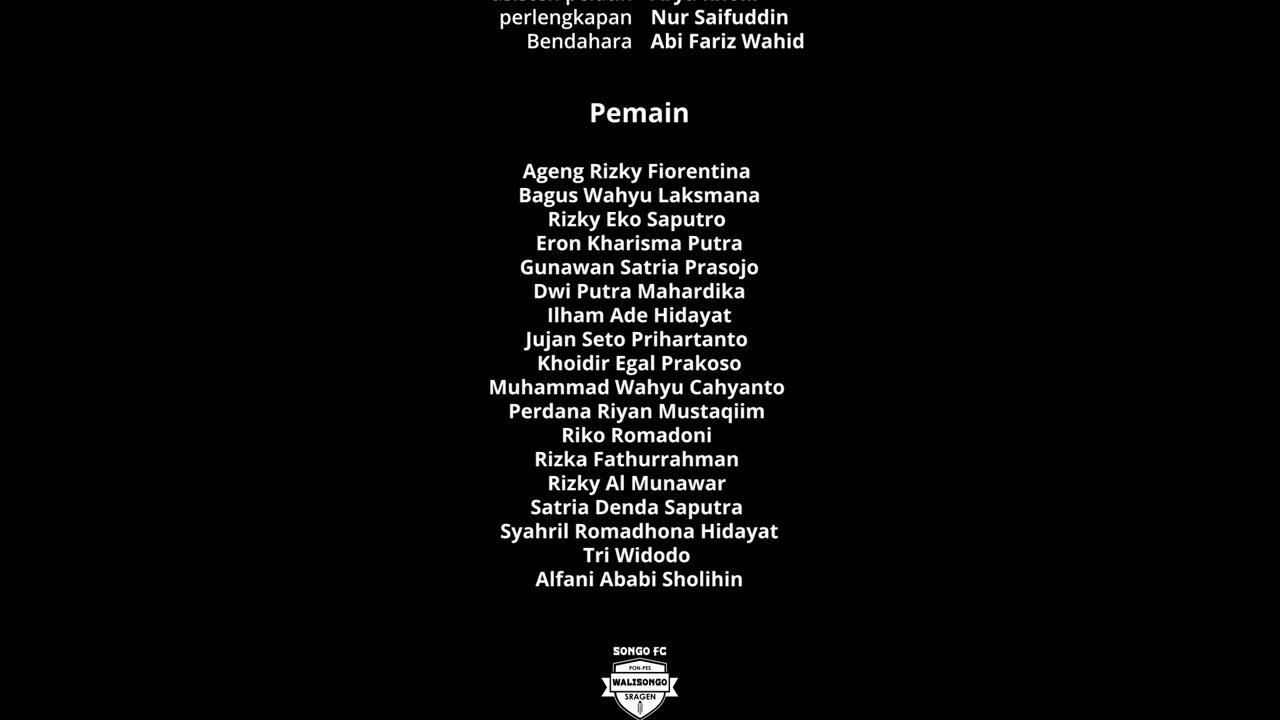 perlengkapan Nur Saifuddin
Bendahara Abi Fariz Wahid
Pemain
Ageng Rizky Fiorentina
Bagus Wahyu Laksmana
Rizky Eko Saputro
Eron Kharisma Putra
Gunawan Satria Prasojo
Dwi Putra Mahardika
Ilham Ade Hidayat
Jujan Seto Prihartanto
Khoidir Egal Prakoso
Muhammad Wahyu Cahyanto
Perdana Riyan Mustaqiim
Riko Romadoni
Rizka Fathurrahman
Rizky Al Munawar
Satria Denda Saputra
Syahril Romadhona Hidayat
Tri Widodo
Alfani Ababi Sholihin
SONGO FC
PON-PES
WALISONGO
SRAGEN